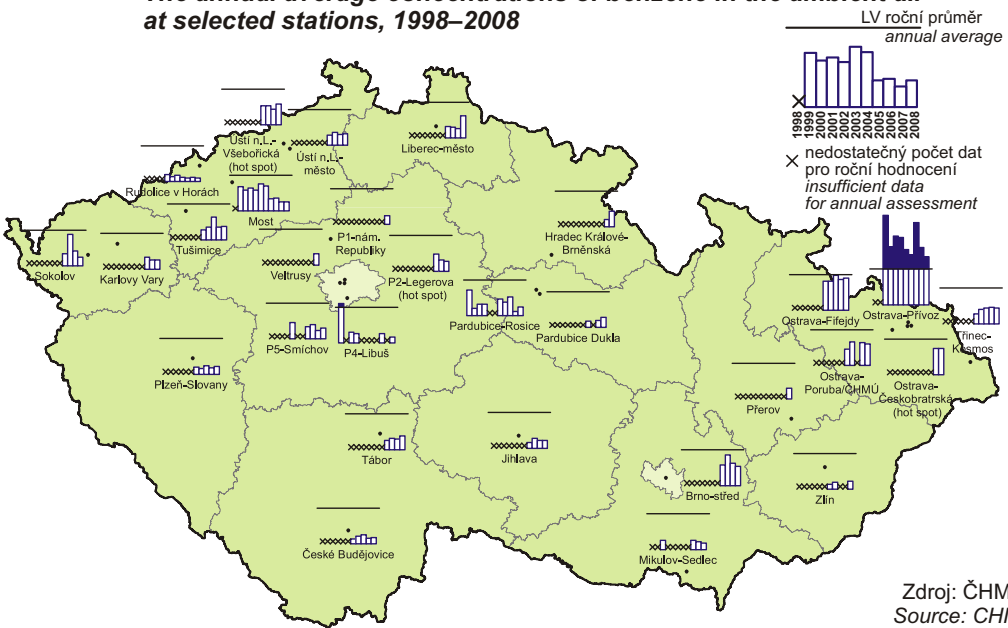 at selected stations, 1998–2008
LV roční průměr
annual average
1998
1999
2000
2001
2002
2003
2004
2005
2006
2007
2008
× nedostatečný počet dat
pro roční hodnocení
insufficient data
for annual assessment
Ústí n.L.-
Všebořická
(hot spot)
Ústí n.L.-
město
Liberec-město
Rudolice v Horách
Most
Tušimice
P1-nám.
Republiky
Hradec Králové-
Brněnská
Sokolov
Karlovy Vary
Veltrusy
P2-Legerova
(hot spot)
Pardubice-Rosice
Pardubice Dukla
Ostrava-Fifejdy
Ostrava-Přívoz
Třinec-
Kosmos
P5-Smíchov
P4-Libuš
Plzeň-Slovany
Ostrava-
Poruba/ČHMÚ
Ostrava-
Českobratrská
(hot spot)
Přerov
Tábor
Jihlava
Brno-střed
Zlín
České Budějovice
Mikulov-Sedlec
Zdroj: ČHM
Source: CHI